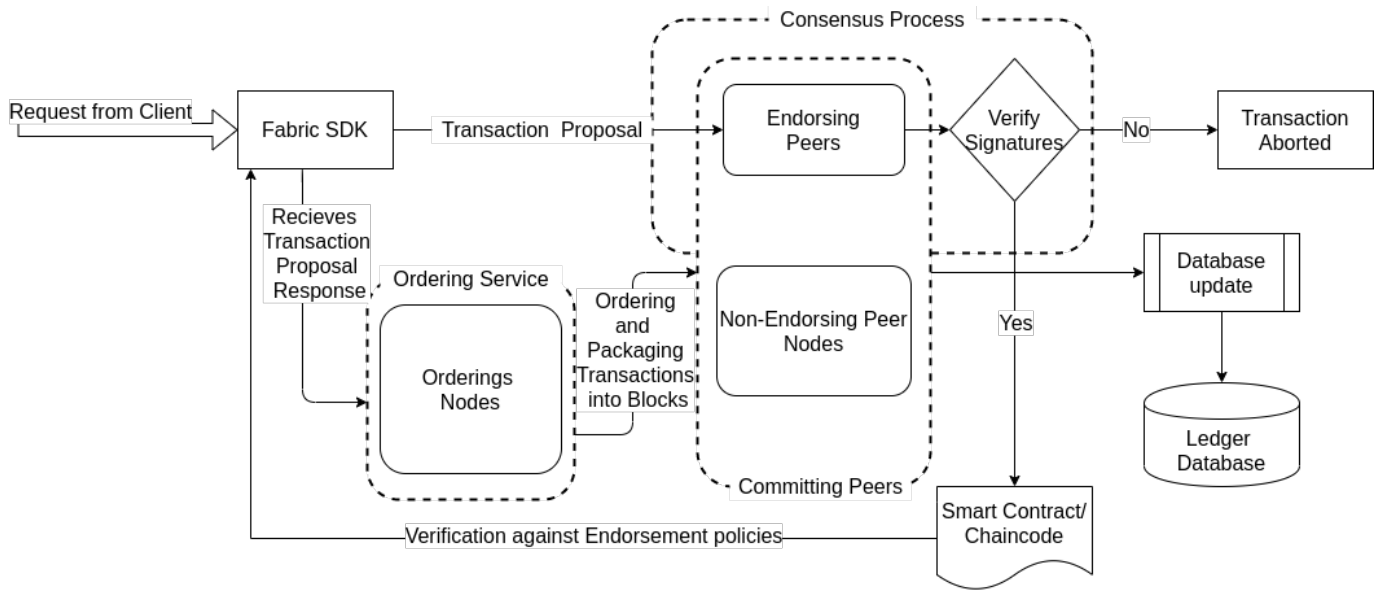 Consensus Process
Request from Client
Fabric SDK
Transaction Proposal
Endorsing
Peers
Verify
Signatures
No
Transaction
Aborted
Recieves
Transaction
Proposal
Response
Ordering Service
Orderings
Nodes
Ordering
and
Packaging
Transactions
into Blocks
Non-Endorsing Peer
Nodes
Committing Peers
Yes
Database
update
Ledger
Database
Smart Contract/
Chaincode
Verification against Endorsement policies